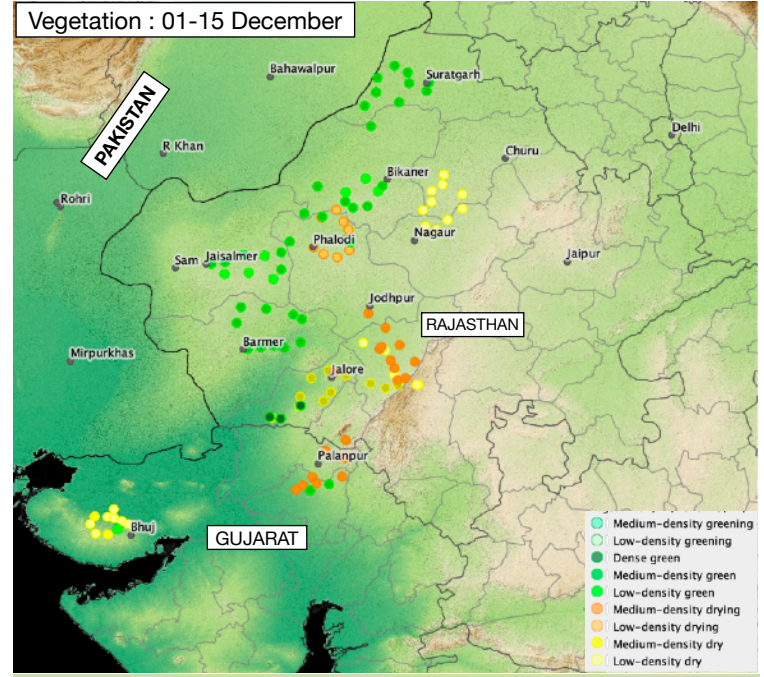 Vegetation : 01-15 December
Bahawalpur
Suratgarh
PAKISTAN
Delhi
R Khan
Churu
Bikaner
Rohri
Phalodi
Nagaur
Sam
Jaisalmer
Jaipur
Jodhpur
RAJASTHAN
Barmer
Mirpurkhas
Jalore
Palanpur
Bhuj
GUJARAT
Medium-density greening
Low-density greening
Dense green
Medium-density green
Low-density green
Medium-density drying
Low-density drying
Medium-density dry
Low-density dry